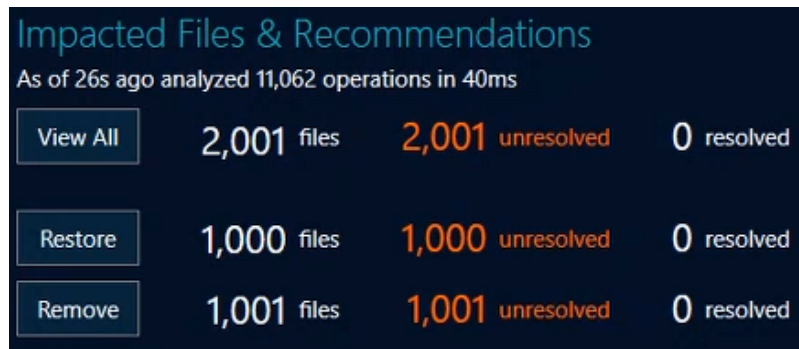 Impacted Files & Recommendations
As of 26s ago analyzed 11,062 operations in 40ms
View All 2,001 files 2,001 unresolved 0 resolved
Restore 1,000 files 1,000 unresolved 0 resolved
Remove 1,001 files 1,001 unresolved 0 resolved